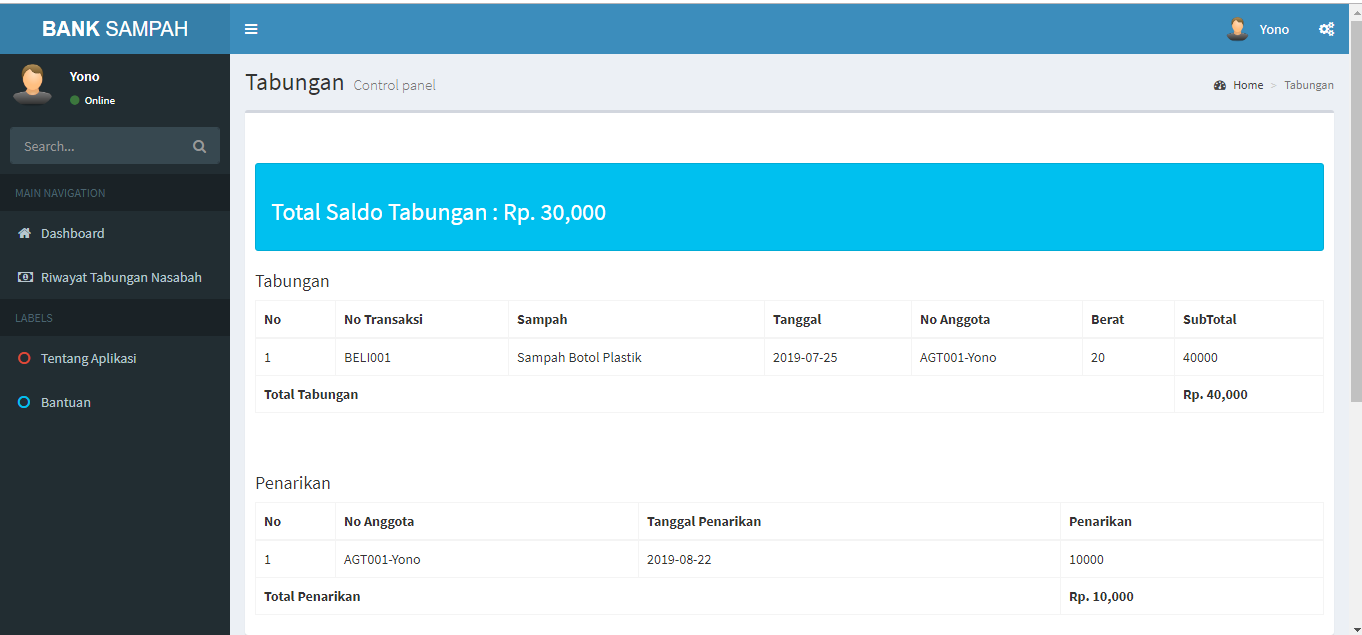 BANK SAMPAH
Yono
Yono
Online
Search...
MAIN NAVIGATION
Dashboard
Riwayat Tabungan Nasabah
LABELS
Tentang Aplikasi
Bantuan
Tabungan Control panel
Home > Tabungan
Total Saldo Tabungan : Rp. 30,000
Tabungan
No No Transaksi Sampah Tanggal No Anggota Berat SubTotal
1 BELI001 Sampah Botol Plastik 2019-07-25 AGT001-Yono 20 40000
Total Tabungan Rp. 40,000
Penarikan
No No Anggota Tanggal Penarikan Penarikan
1 AGT001-Yono 2019-08-22 10000
Total Penarikan Rp. 10,000